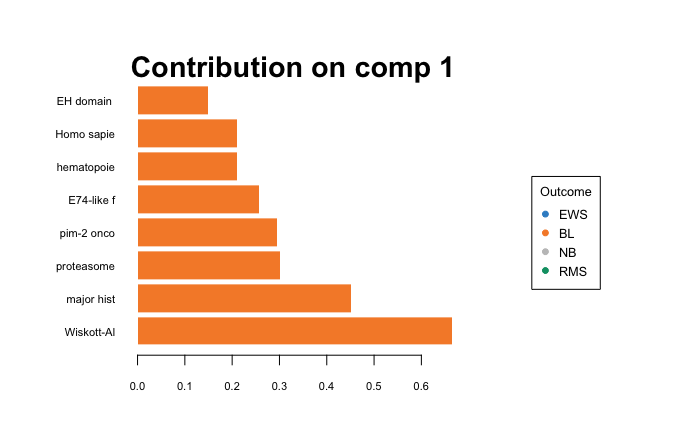 Contribution on comp 1
EH domain
Homo sapie
hematopoie
E74-like f
pim-2 onco
proteasome
major hist
Wiskott-Al
0.0 0.1 0.2 0.3 0.4 0.5 0.6
Outcome
EWS
BL
NB
RMS